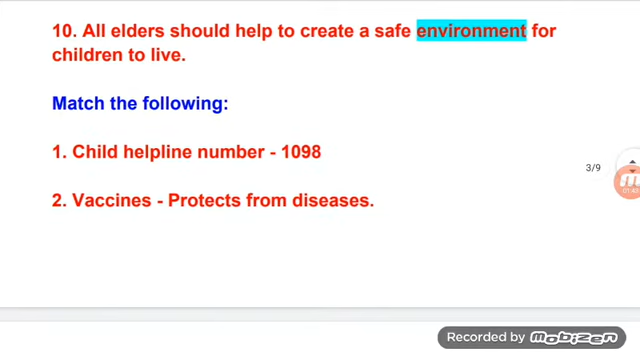 10. All elders should help to create a safe environment for
children to live.
Match the following:
1. Child helpline number - 1098
3/9
2. Vaccines - Protects from diseases.
Recorded by mobizen